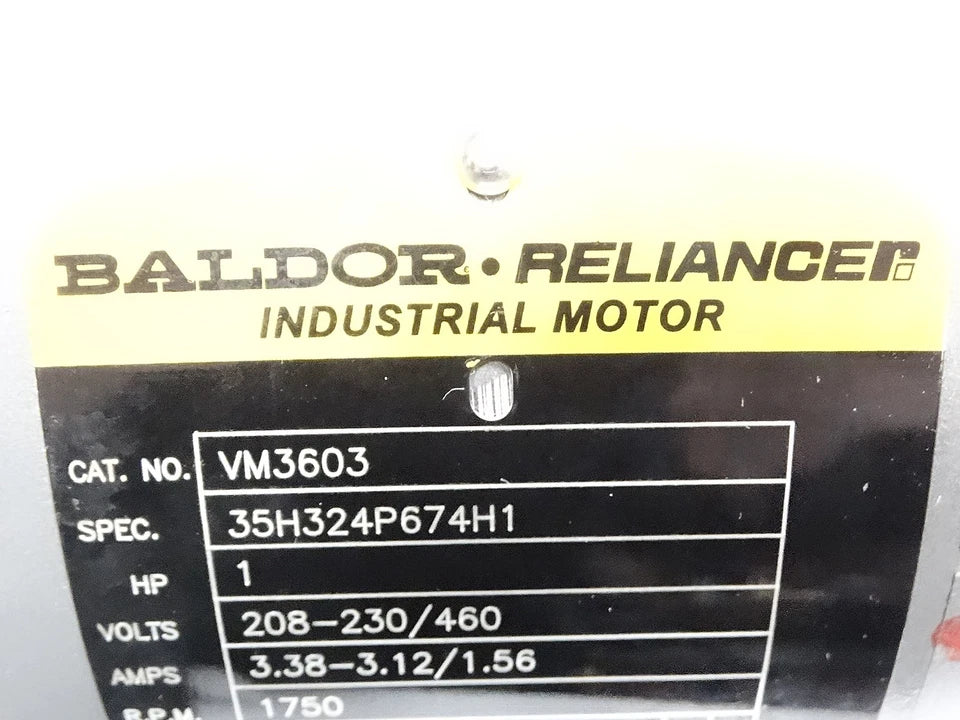 BALDOR • RELIANCER
INDUSTRIAL MOTOR
CAT. NO. VM3603
SPEC. 35H324P674H1
HP 1
VOLTS 208-230/460
AMPS 3.38-3.12/1.56
R.P.M. 1750